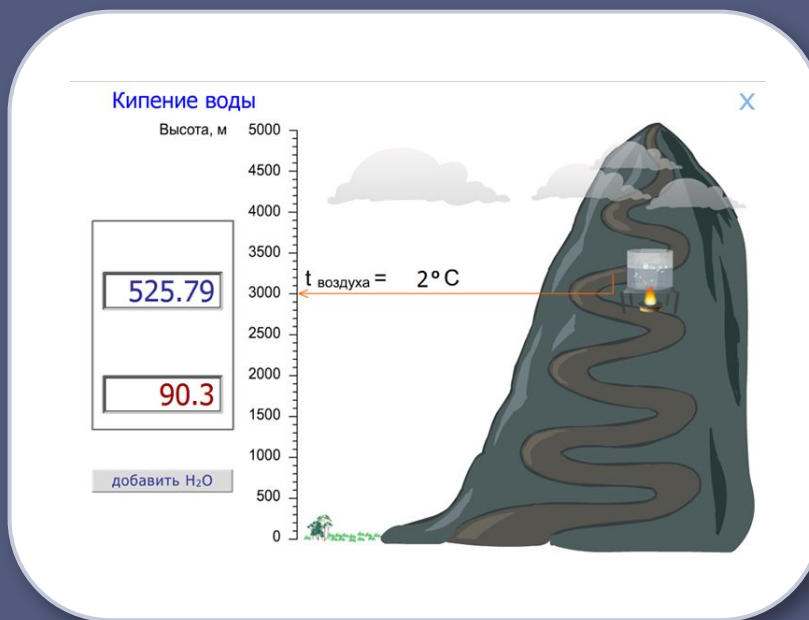 Кипение воды
X
Высота, м
5000
4500
4000
3500
t воздуха = 2°C
525.79
3000
2500
2000
90.3
1500
1000
добавить H₂O
500
0